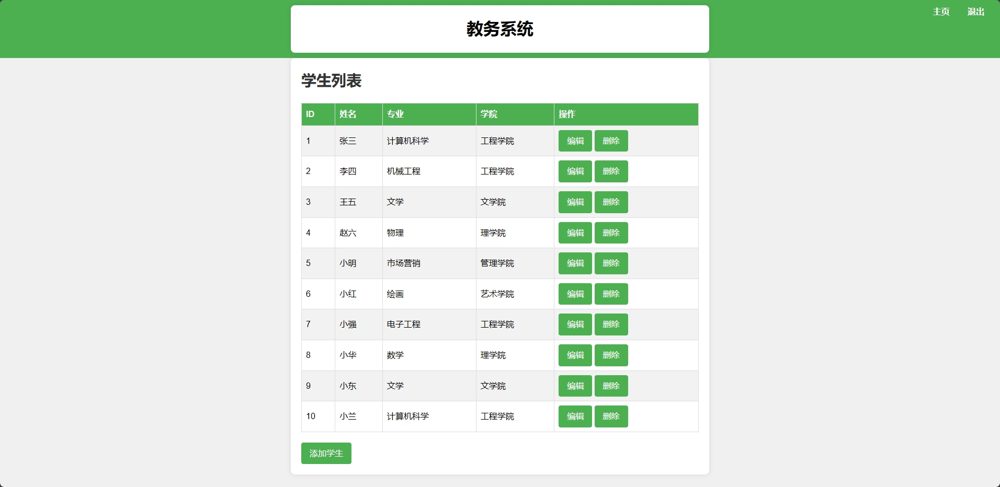 主页 退出
教务系统
学生列表
ID 姓名 专业 学院 操作
1 张三 计算机科学 工程学院 编辑 删除
2 李四 机械工程 工程学院 编辑 删除
3 王五 文学 文学院 编辑 删除
4 赵六 物理 理学院 编辑 删除
5 小明 市场营销 管理学院 编辑 删除
6 小红 绘画 艺术学院 编辑 删除
7 小强 电子工程 工程学院 编辑 删除
8 小华 数学 理学院 编辑 删除
9 小东 文学 文学院 编辑 删除
10 小兰 计算机科学 工程学院 编辑 删除
添加学生